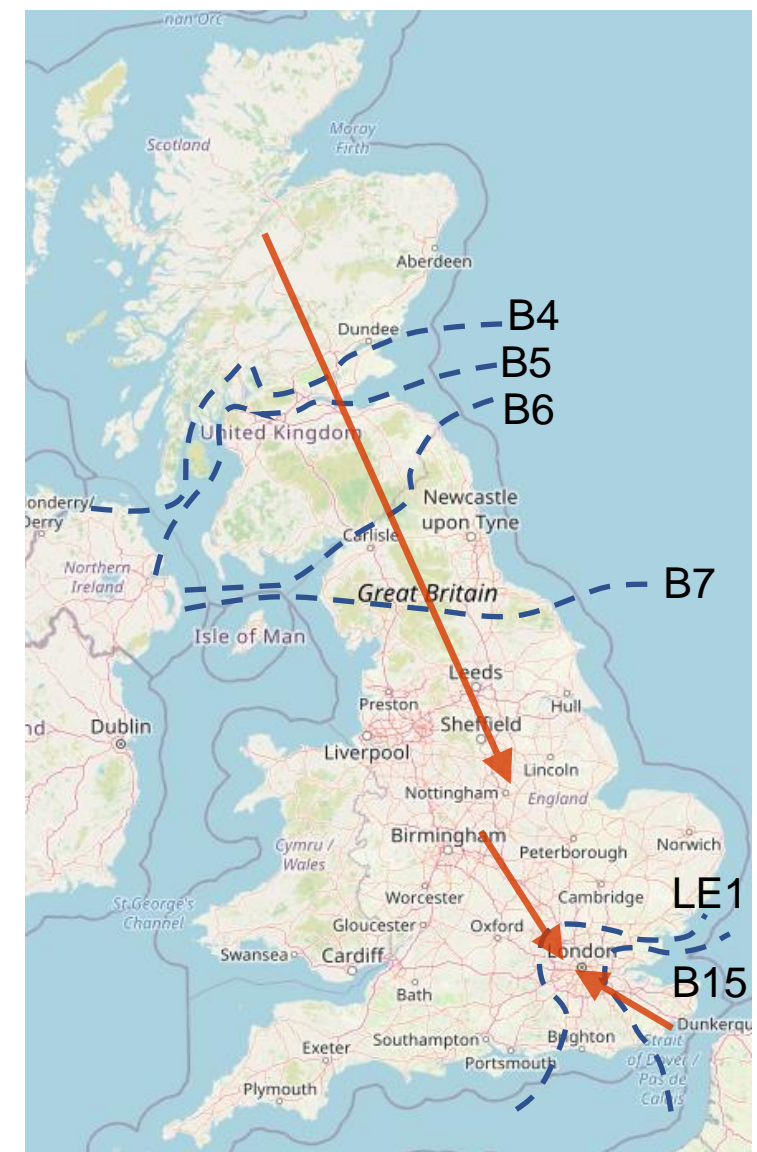 nan Orc
Moray
Firth
Scotland
Aberdeen
B4
Dundee
B5
B6
United Kingdom
onderry/
Derry
Newcastle
upon Tyne
Carlisle
Northern
Ireland
B7
Great Britain
Isle of Man
Leeds
Preston
Hull
nd
Dublin
Sheffield
Liverpool
Lincoln
Nottingham
England
Birmingham
Norwich
Cymru /
Wales
Peterborough
Worcester
Cambridge
LE1
St George's
Channel
Gloucester
Oxford
Swansea
Cardiff
London
B15
Bath
Dunkerqu
Exeter
Southampton
Brighton
Strait
of Dover /
Pas de
Calais
Portsmouth
Plymouth